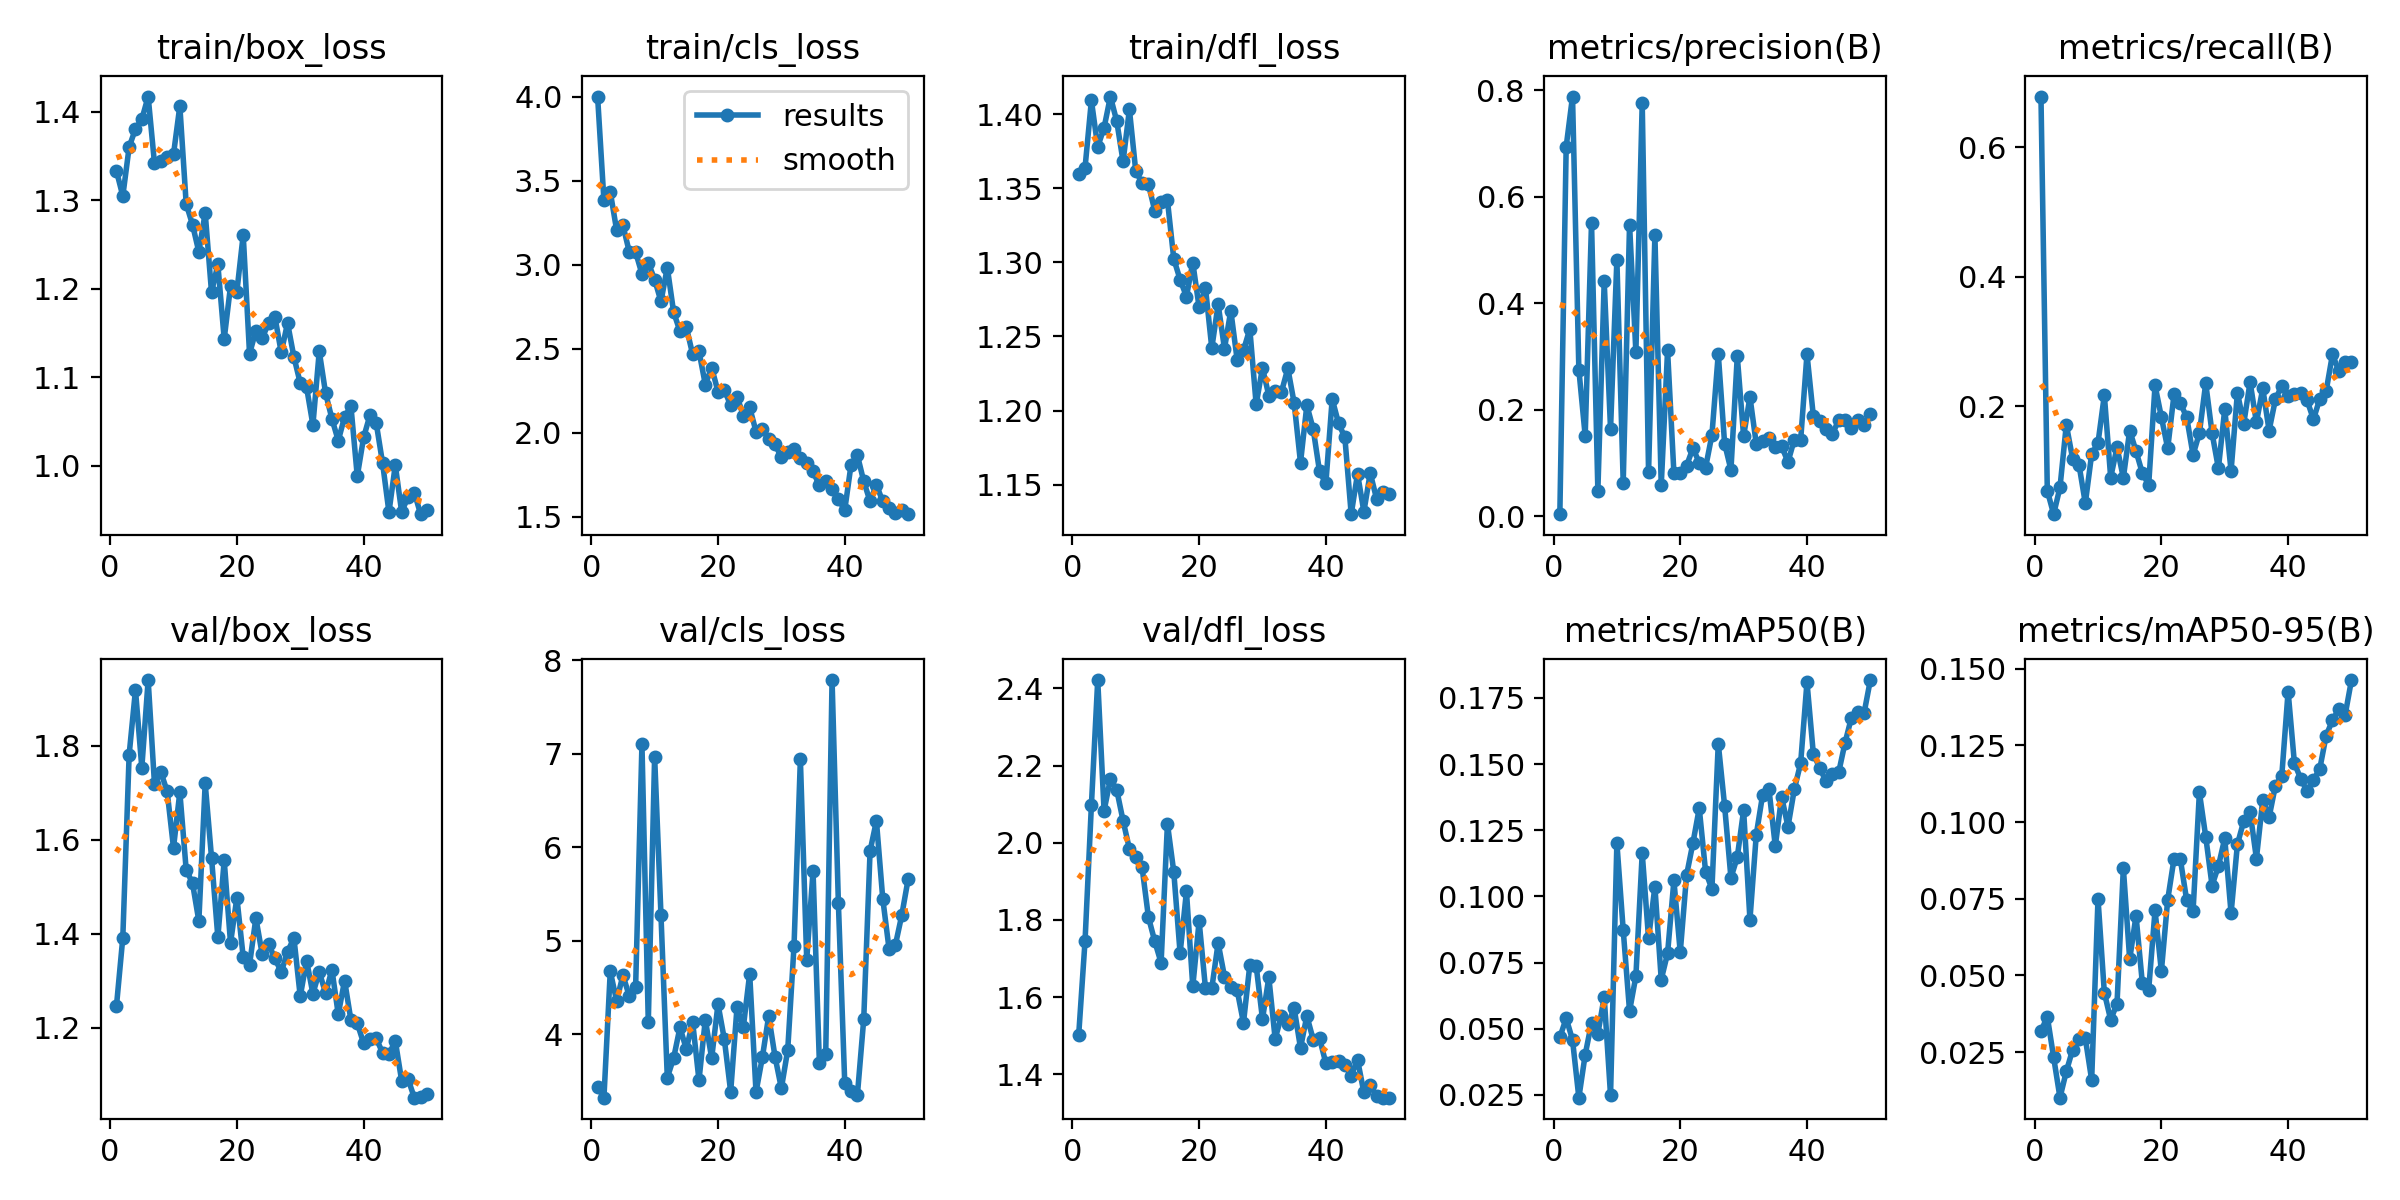 train/box_loss
train/cls_loss
train/dfl_loss
metrics/precision(B)
metrics/recall(B)
1.4
1.3
1.2
1.1
1.0
0 20 40
4.0
3.5
3.0
2.5
2.0
1.5
results
smooth
0 20 40
1.40
1.35
1.30
1.25
1.20
1.15
0 20 40
0.8
0.6
0.4
0.2
0.0
0 20 40
0.6
0.4
0.2
0 20 40
val/box_loss
val/cls_loss
val/dfl_loss
metrics/mAP50(B)
metrics/mAP50-95(B)
1.8
1.6
1.4
1.2
0 20 40
8
7
6
5
4
0 20 40
2.4
2.2
2.0
1.8
1.6
1.4
0 20 40
0.175
0.150
0.125
0.100
0.075
0.050
0.025
0 20 40
0.150
0.125
0.100
0.075
0.050
0.025
0 20 40